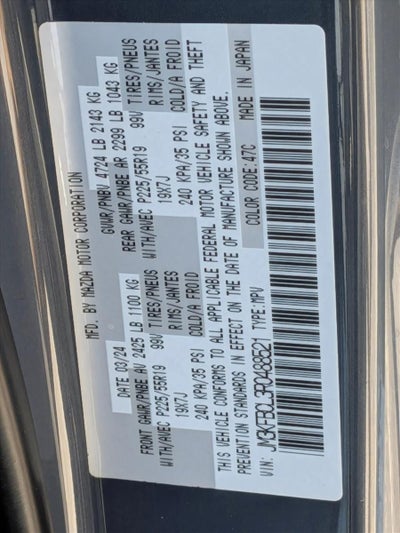 MFD. BY MAZDA MOTOR CORPORATION
DATE 03/24 GVWR/PNBV 4724 LB 2143 KG
FRONT GAWR/PNBE AV 2425 LB 1100 KG REAR GAWR/PNBE AR 2299 LB 1043 KG
WITH/AVEC P225/55R19 99V TIRES/PNEUS WITH/AVEC P225/55R19 99V TIRES/PNEUS
19X7J RIMS/JANTES 19X7J RIMS/JANTES
240 KPA/35 PSI COLD/A FROID 240 KPA/35 PSI COLD/A FROID
THIS VEHICLE CONFORMS TO ALL APPLICABLE FEDERAL MOTOR VEHICLE SAFETY AND THEFT
PREVENTION STANDARDS IN EFFECT ON THE DATE OF MANUFACTURE SHOWN ABOVE.
VIN: JM3KFBCL3R0488521 TYPE:MPV COLOR CODE:47C MADE IN JAPAN